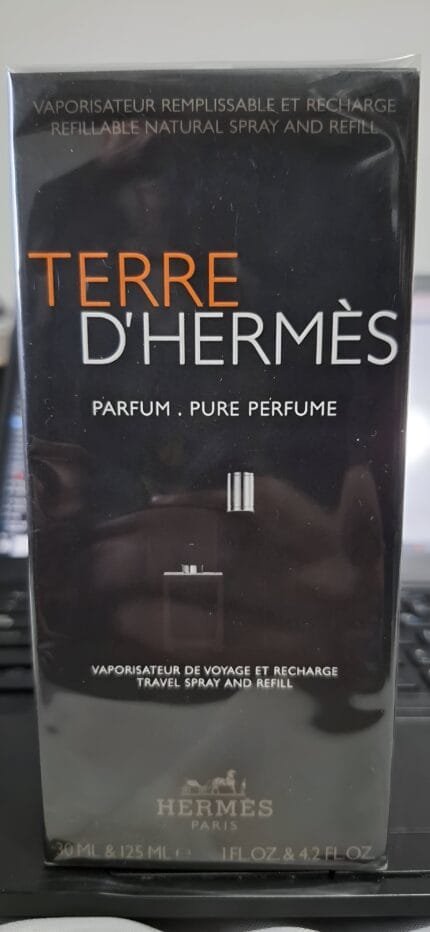 VAPORISATEUR REMPLISSABLE ET RECHARGE
REFILLABLE NATURAL SPRAY AND REFILL
TERRE
D'HERMÈS
PARFUM . PURE PERFUME
VAPORISATEUR DE VOYAGE ET RECHARGE
TRAVEL SPRAY AND REFILL
HERMÈS
PARIS
30 ML & 125 ML e 1 FL OZ & 4.2 FL OZ